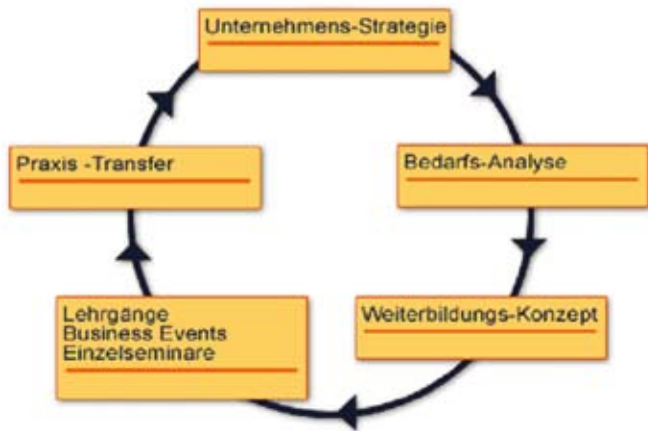 Unternehmens-Strategie
Bedarfs-Analyse
Weiterbildungs-Konzept
Lehrgänge
Business Events
Einzelseminare
Praxis -Transfer